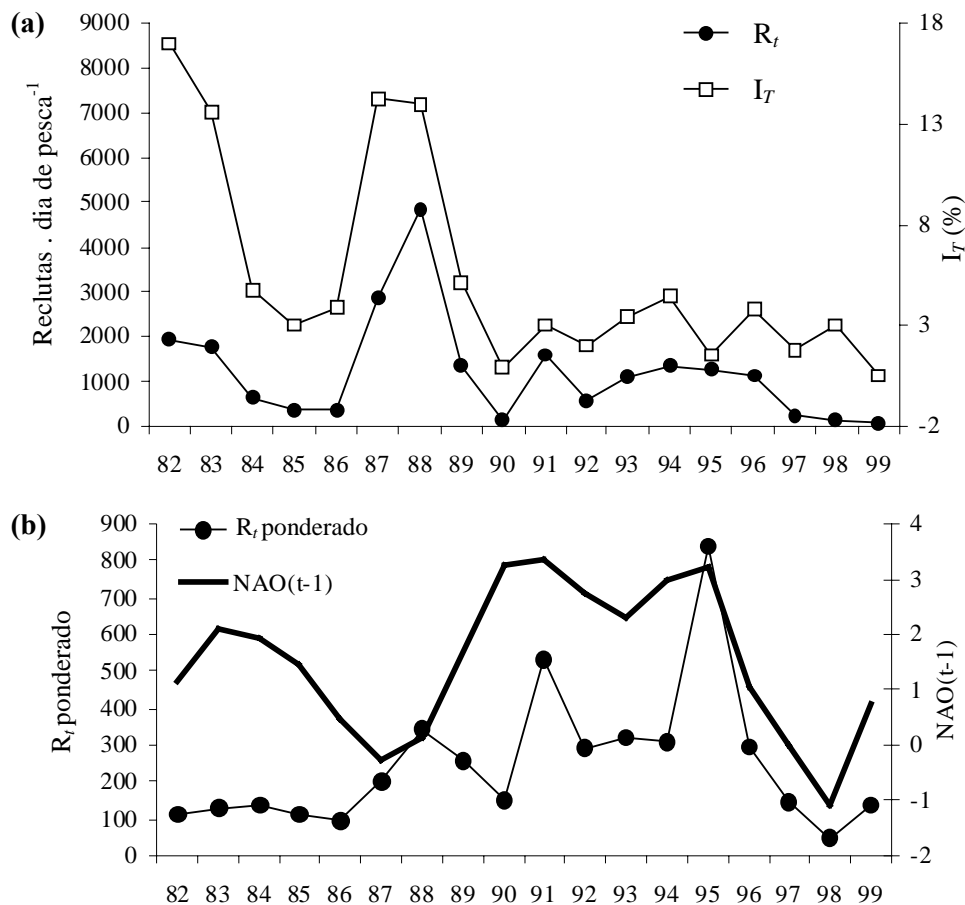 (a)
9000
8000
7000
6000
5000
4000
3000
2000
1000
0
Reclutas . dia de pesca-1
Rt
IT
18
13
8
3
-2
IT (%)
82 83 84 85 86 87 88 89 90 91 92 93 94 95 96 97 98 99
(b)
900
800
700
600
500
400
300
200
100
0
Rt ponderado
Rt ponderado
NAO(t-1)
4
3
2
1
0
-1
-2
NAO(t-1)
82 83 84 85 86 87 88 89 90 91 92 93 94 95 96 97 98 99